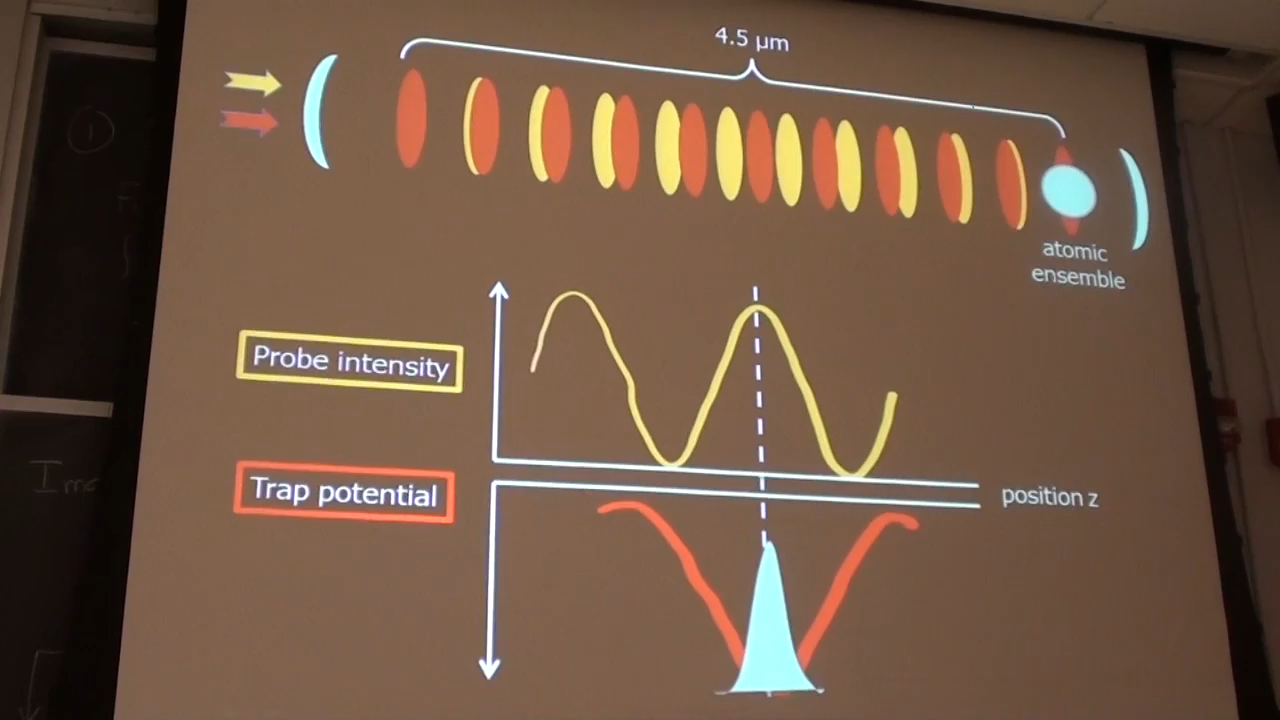 4.5 µm
atomic
ensemble
Probe intensity
Trap potential
position z